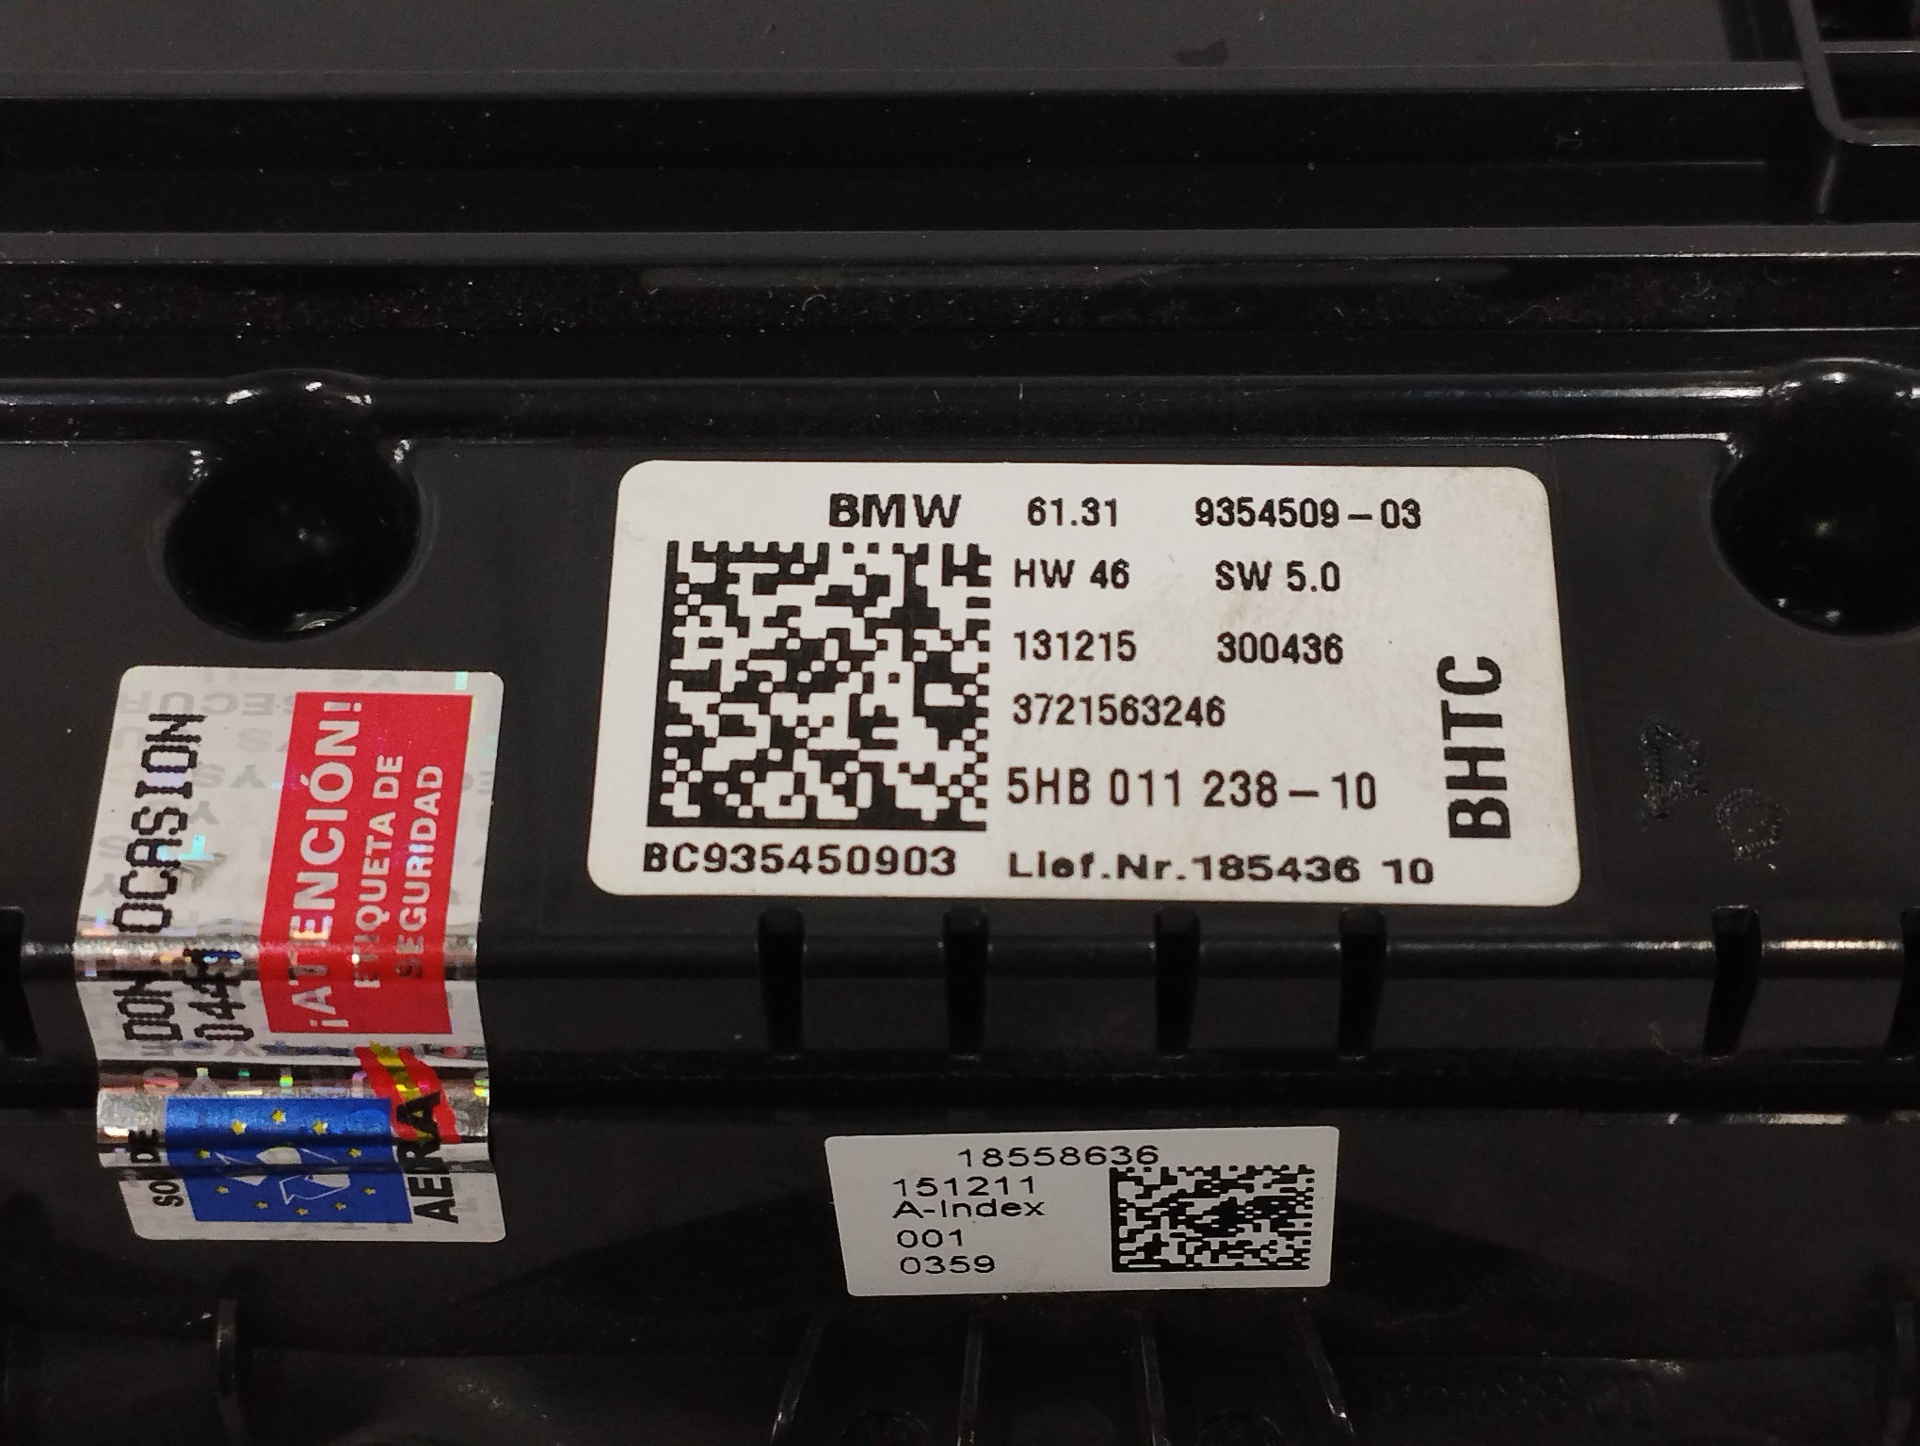 BMW 61.31 9354509-03
HW 46 SW 5.0
131215 300436
3721563246
5HB 011 238-10
BC935450903 Lief.Nr.185436 10
BHTC
DON OCASION
¡ATENCIÓN!
ETIQUETA DE
SEGURIDAD
AEDRA
18558636
151211
A-Index
001
0359